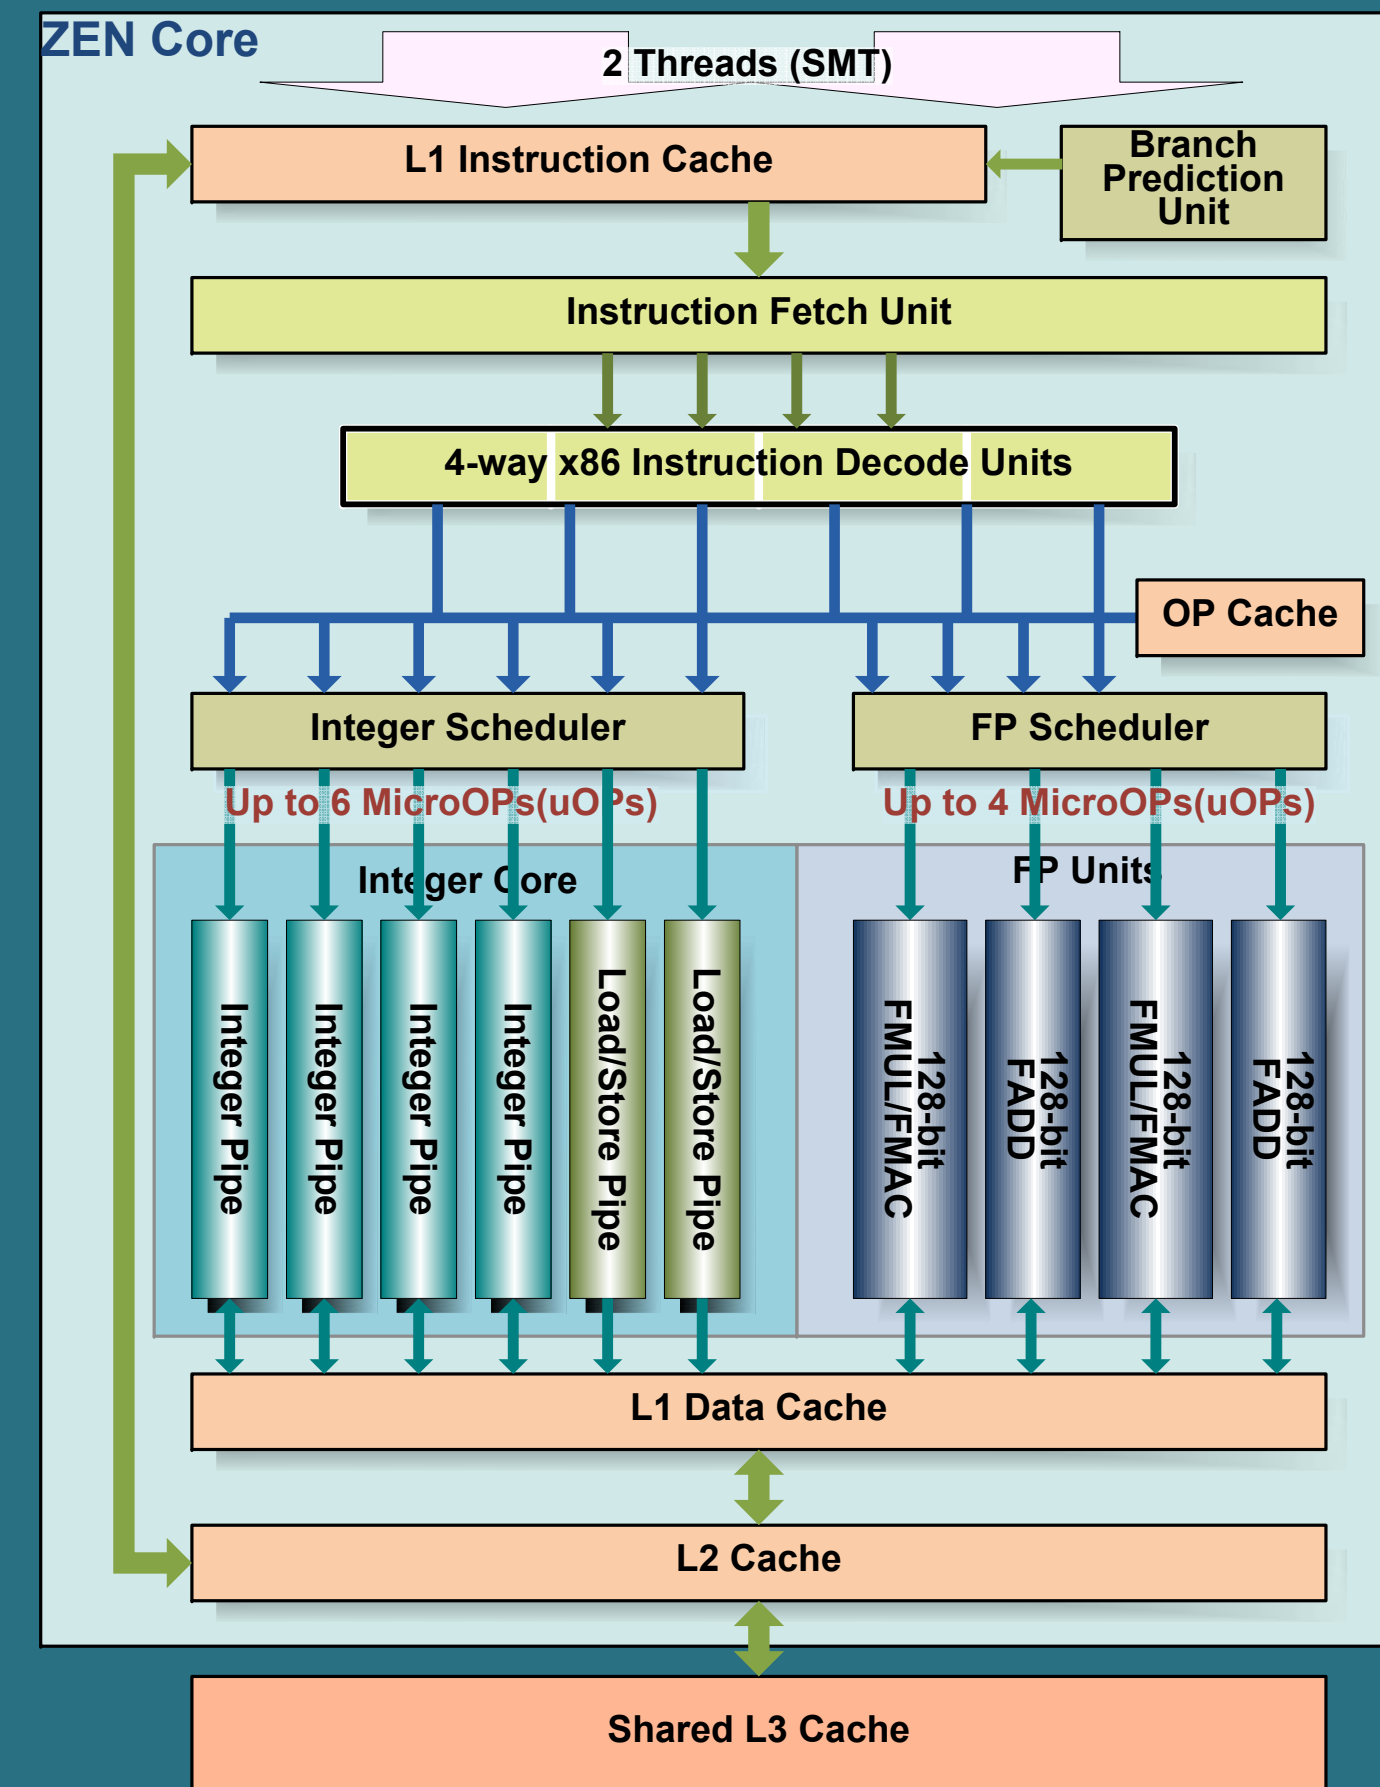 ZEN Core
2 Threads (SMT)
L1 Instruction Cache
Branch
Prediction
Unit
Instruction Fetch Unit
4-way x86 Instruction Decode Units
OP Cache
Integer Scheduler
FP Scheduler
Up to 6 MicroOPs(uOPs)
Up to 4 MicroOPs(uOPs)
Integer Core
FP Units
Integer Pipe
Integer Pipe
Integer Pipe
Integer Pipe
Load/Store Pipe
Load/Store Pipe
128-bit
FMUL/FMAC
128-bit
FADD
128-bit
FMUL/FMAC
128-bit
FADD
L1 Data Cache
L2 Cache
Shared L3 Cache